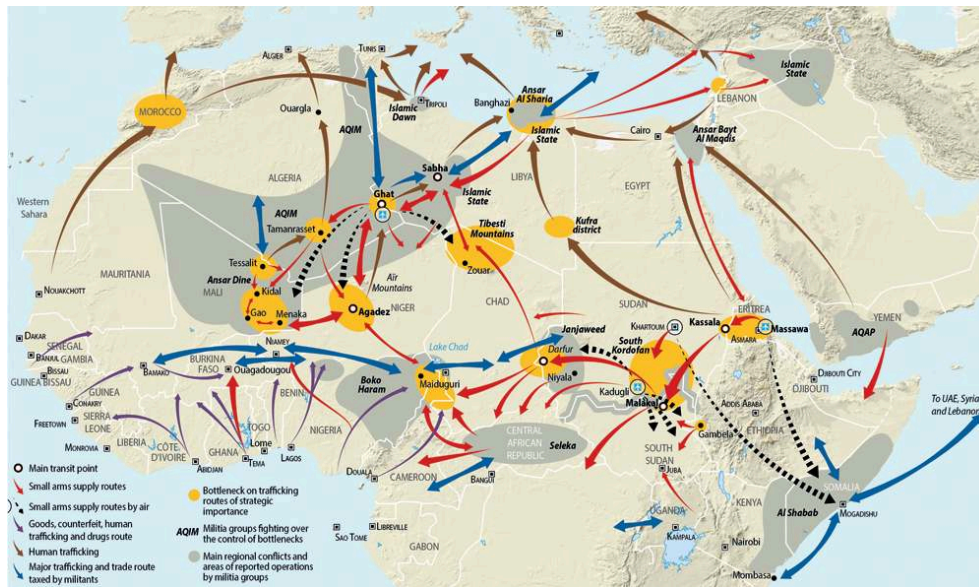 ALGIER
TUNIS
Islamic
State
Ansar
Al Sharia
LEBANON
MOROCCO
Ouargla
Islamic
Dawn
TRIPOLI
Banghazi
AQIM
Islamic
State
Cairo
Ansar Bayt
Al Maqdis
Sabha
Western
Sahara
ALGERIA
Ghat
LIBYA
EGYPT
Islamic
State
AQIM
Tamanrasset
Tibesti
Mountains
Kufra
district
Tessalit
MAURITANIA
Ansar Dine
Zouar
Aïr
Mountains
NOUAKCHOTT
MALI
Kidal
Gao
Menaka
Agadez
NIGER
CHAD
SUDAN
ERITREA
YEMEN
Kassala
Massawa
KHARTOUM
ASMARA
AQAP
DAKAR
SENEGAL
BANJUL
GAMBIA
BISSAU
GUINEA BISSAU
NIAMEY
Lake Chad
Janjaweed
Darfur
South
Kordofan
BURKINA
FASO
Ouagadougou
BAMAKO
Boko
Haram
Maiduguri
Niyala
Kadugli
Malakal
DJIBOUTI CITY
DJIBOUTI
GUINEA
CONAKRY
BENIN
ADDIS ABABA
To UAE, Syria
and Lebanon
FREETOWN
SIERRA
LEONE
NIGERIA
CENTRAL
AFRICAN
REPUBLIC
Seleka
Gambela
ETHIOPIA
MONROVIA
LIBERIA
CÔTE
D'IVOIRE
GHANA
TOGO
Lome
TEMA
LAGOS
ABIDJAN
SOUTH
SUDAN
SOMALIA
DOUALA
CAMEROON
BANGUI
JUBA
KENYA
Al Shabab
MOGADISHU
UGANDA
KAMPALA
Nairobi
Mombasa
SAO TOME
LIBREVILLE
GABON
Main transit point
Small arms supply routes
Small arms supply routes by air
Goods, counterfeit, human
trafficking and drugs route
Human trafficking
Major trafficking and trade route
taxed by militants
Bottleneck on trafficking
routes of strategic
importance
AQIM
Militia groups fighting over
the control of bottlenecks
Main regional conflicts and
areas of reported operations
by militia groups